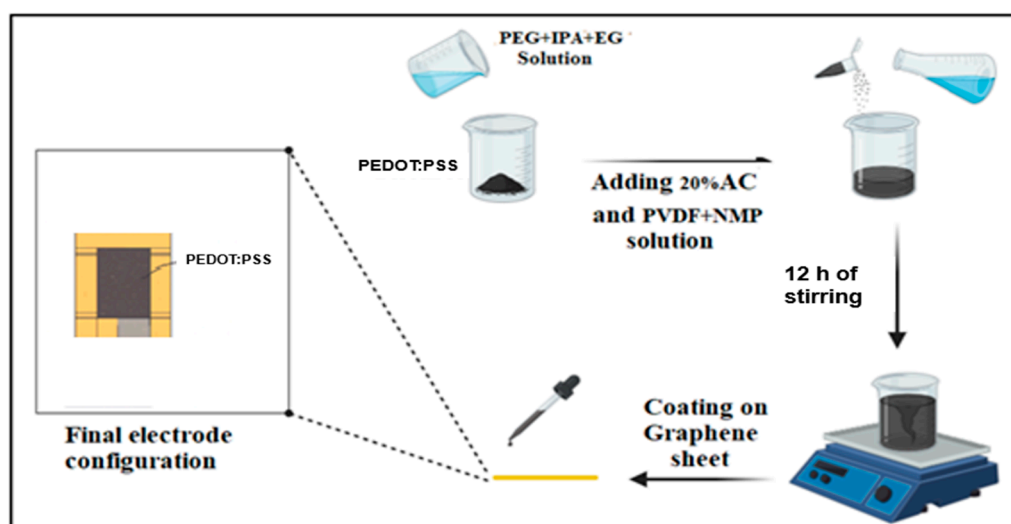 PEG+IPA+EG
Solution
PEDOT:PSS
Adding 20%AC
and PVDF+NMP
solution
12 h of
stirring
Coating on
Graphene
sheet
PEDOT:PSS
Final electrode
configuration